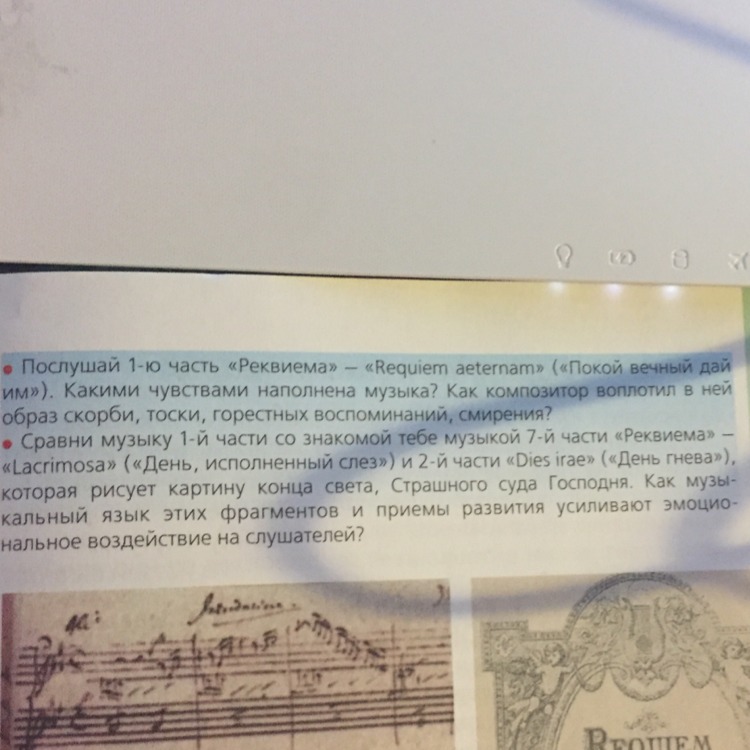 • Послушай 1-ю часть «Реквиема» – «Requiem aeternam» («Покой вечный дай
им»). Какими чувствами наполнена музыка? Как композитор воплотил в ней
образ скорби, тоски, горестных воспоминаний, смирения?
• Сравни музыку 1-й части со знакомой тебе музыкой 7-й части «Реквиема» –
«Lacrimosa» («День, исполненный слез») и 2-й части «Dies irae» («День гнева»),
которая рисует картину конца света, Страшного суда Господня. Как музы-
кальный язык этих фрагментов и приемы развития усиливают эмоцио-
нальное воздействие на слушателей?
REQUIEM